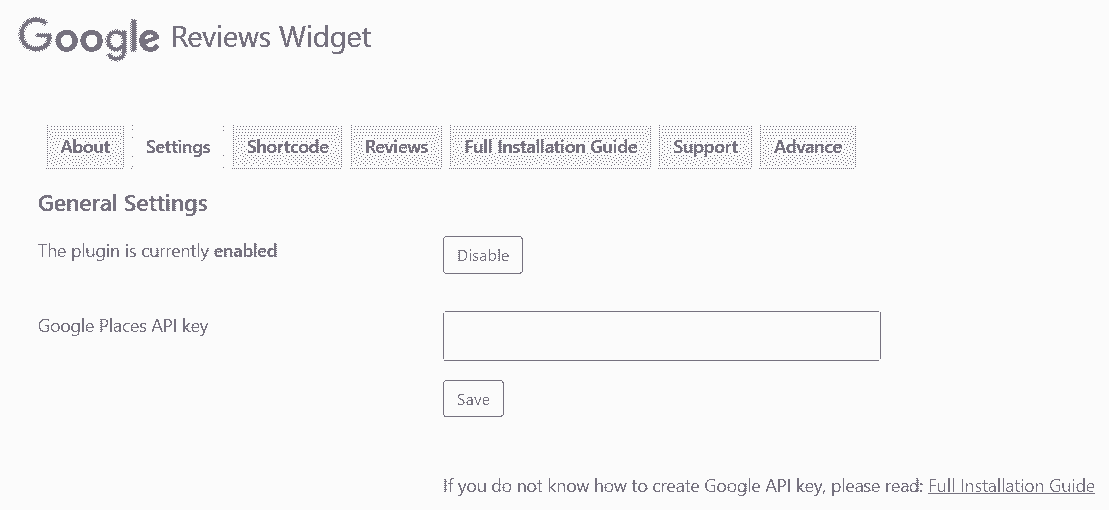 Google Reviews Widget
About Settings Shortcode Reviews Full Installation Guide Support Advance
General Settings
The plugin is currently enabled Disable
Google Places API key
Save
If you do not know how to create Google API key, please read: Full Installation Guide